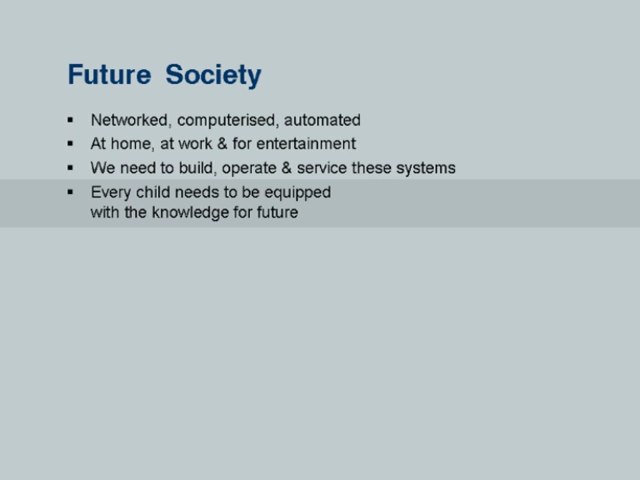 Future Society
▪ Networked, computerised, automated
▪ At home, at work & for entertainment
▪ We need to build, operate & service these systems
▪ Every child needs to be equipped
with the knowledge for future